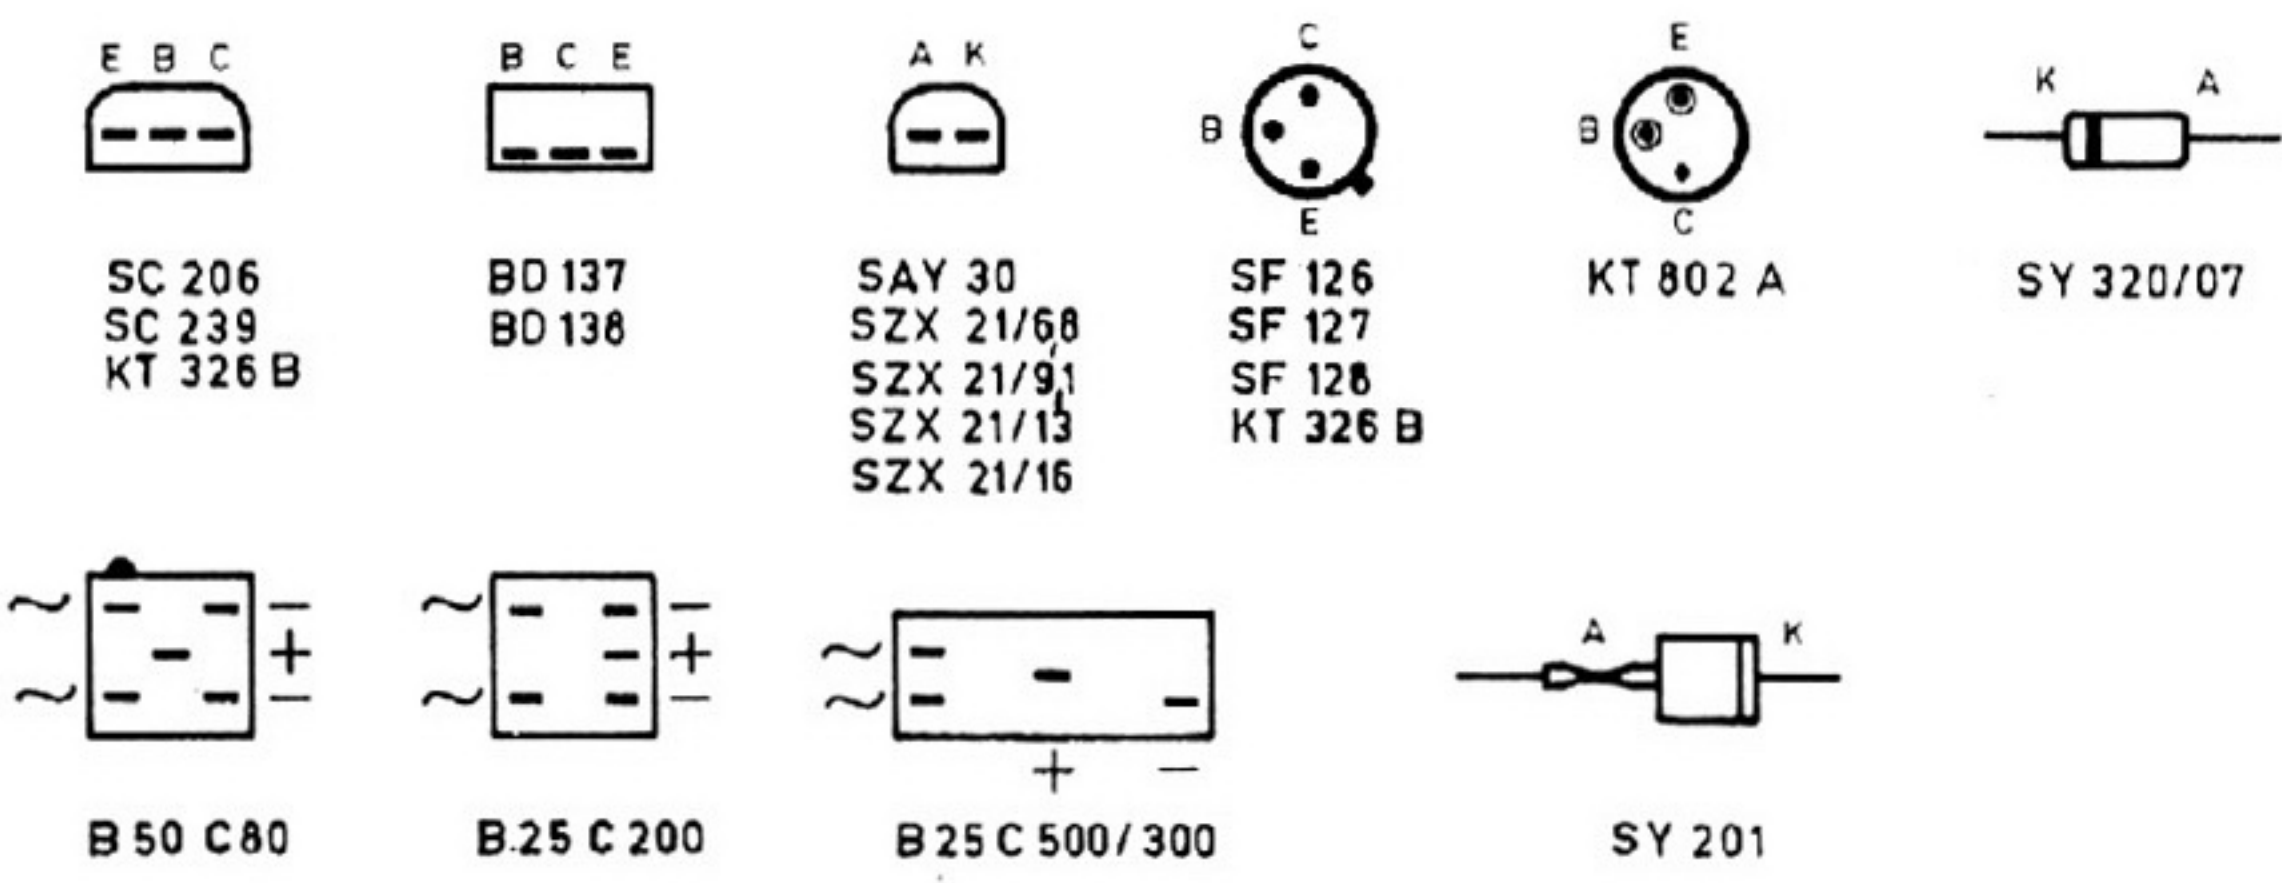 E B C
SC 206
SC 239
KT 326 B
B C E
BD 137
BD 138
A K
SAY 30
SZX 21/6,8
SZX 21/9,1
SZX 21/13
SZX 21/16
C
B
E
SF 126
SF 127
SF 128
KT 326 B
E
B
C
KT 802 A
K A
SY 320/07
~ −
+
~ −
B 50 C 80
~ −
+
~ −
B.25 C 200
~
~
+ −
B 25 C 500/300
A K
SY 201